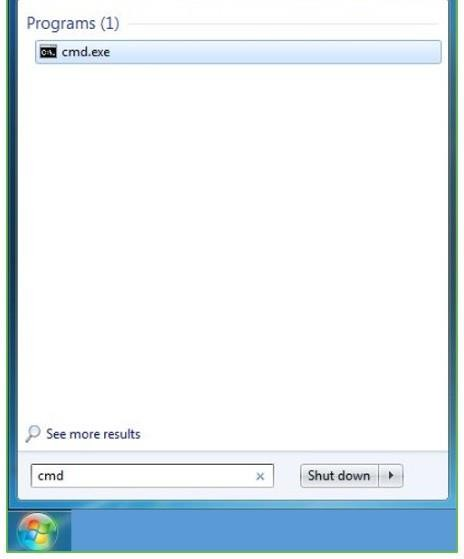 Programs (1)
cmd.exe
See more results
cmd
Shut down